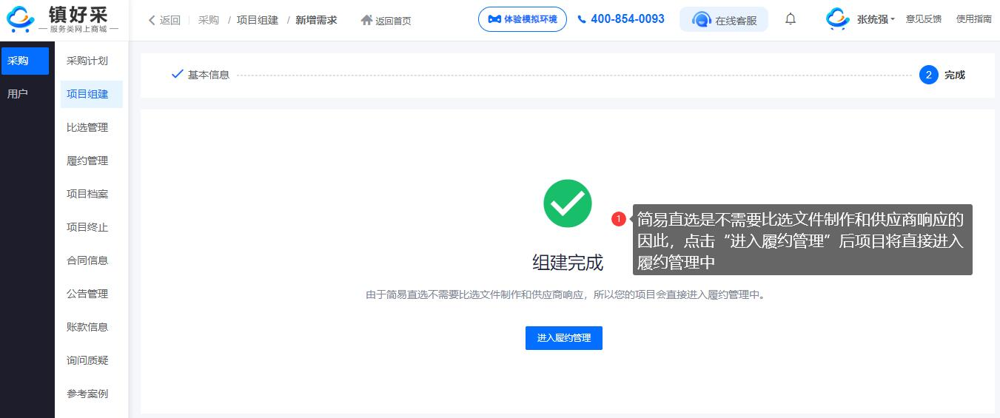 镇好采
服务类网上商城
返回
采购 / 项目组建 / 新增需求
返回首页
体验模拟环境
400-854-0093
在线客服
张统强
意见反馈
使用指南
采购
用户
采购计划
项目组建
比选管理
履约管理
项目档案
项目终止
合同信息
公告管理
账款信息
询问质疑
参考案例
基本信息
2 完成
1
简易直选是不需要比选文件制作和供应商响应的
因此，点击“进入履约管理”后项目将直接进入
履约管理中
组建完成
由于简易直选不需要比选文件制作和供应商响应，所以您的项目会直接进入履约管理中。
进入履约管理